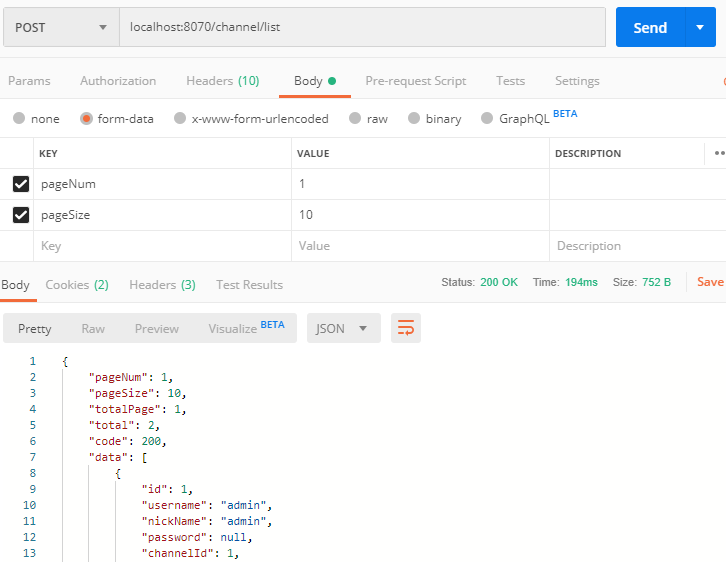 POST localhost:8070/channel/list Send
Params Authorization Headers (10) Body Pre-request Script Tests Settings
none form-data x-www-form-urlencoded raw binary GraphQL BETA
KEY VALUE DESCRIPTION
pageNum 1
pageSize 10
Key Value Description
Body Cookies (2) Headers (3) Test Results Status: 200 OK Time: 194ms Size: 752 B Save
Pretty Raw Preview Visualize BETA JSON
1 {
2 "pageNum": 1,
3 "pageSize": 10,
4 "totalPage": 1,
5 "total": 2,
6 "code": 200,
7 "data": [
8 {
9 "id": 1,
10 "username": "admin",
11 "nickName": "admin",
12 "password": null,
13 "channelId": 1,